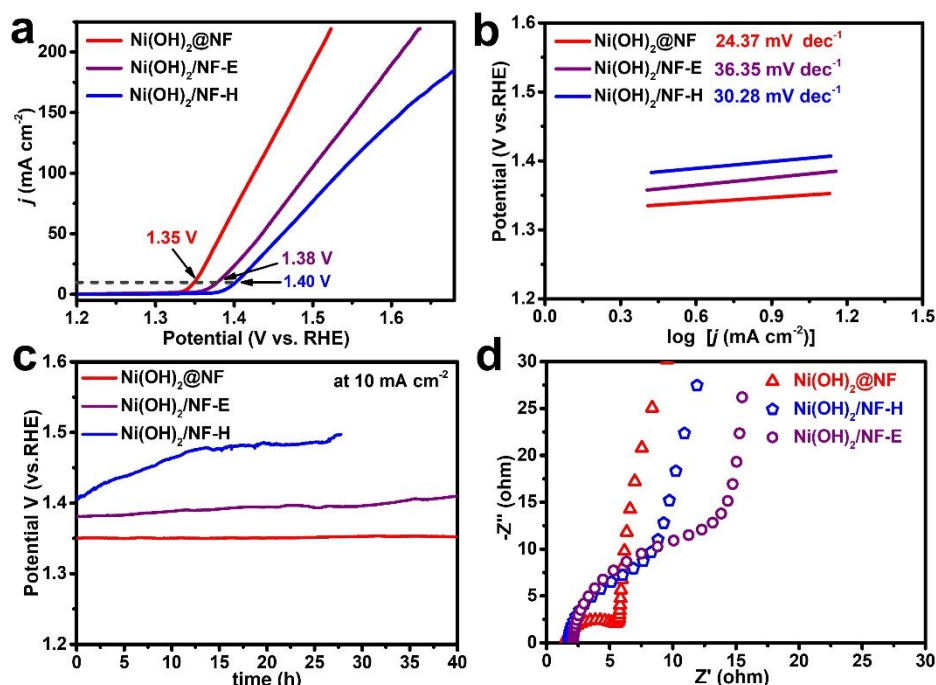 a
Ni(OH)₂@NF
Ni(OH)₂/NF-E
Ni(OH)₂/NF-H
1.35 V
1.38 V
1.40 V
j (mA cm⁻²)
200
150
100
50
0
1.2 1.3 1.4 1.5 1.6
Potential (V vs. RHE)
b
Ni(OH)₂@NF 24.37 mV dec⁻¹
Ni(OH)₂/NF-E 36.35 mV dec⁻¹
Ni(OH)₂/NF-H 30.28 mV dec⁻¹
Potential (V vs.RHE)
1.6
1.5
1.4
1.3
1.2
0.0 0.3 0.6 0.9 1.2 1.5
log [j (mA cm⁻²)]
c
Ni(OH)₂@NF
at 10 mA cm⁻²
Ni(OH)₂/NF-E
Ni(OH)₂/NF-H
Potential V (vs.RHE)
1.6
1.5
1.4
1.3
1.2
0 5 10 15 20 25 30 35 40
time (h)
d
Ni(OH)₂@NF
Ni(OH)₂/NF-H
Ni(OH)₂/NF-E
-Z'' (ohm)
30
25
20
15
10
5
0
0 5 10 15 20 25 30
Z' (ohm)